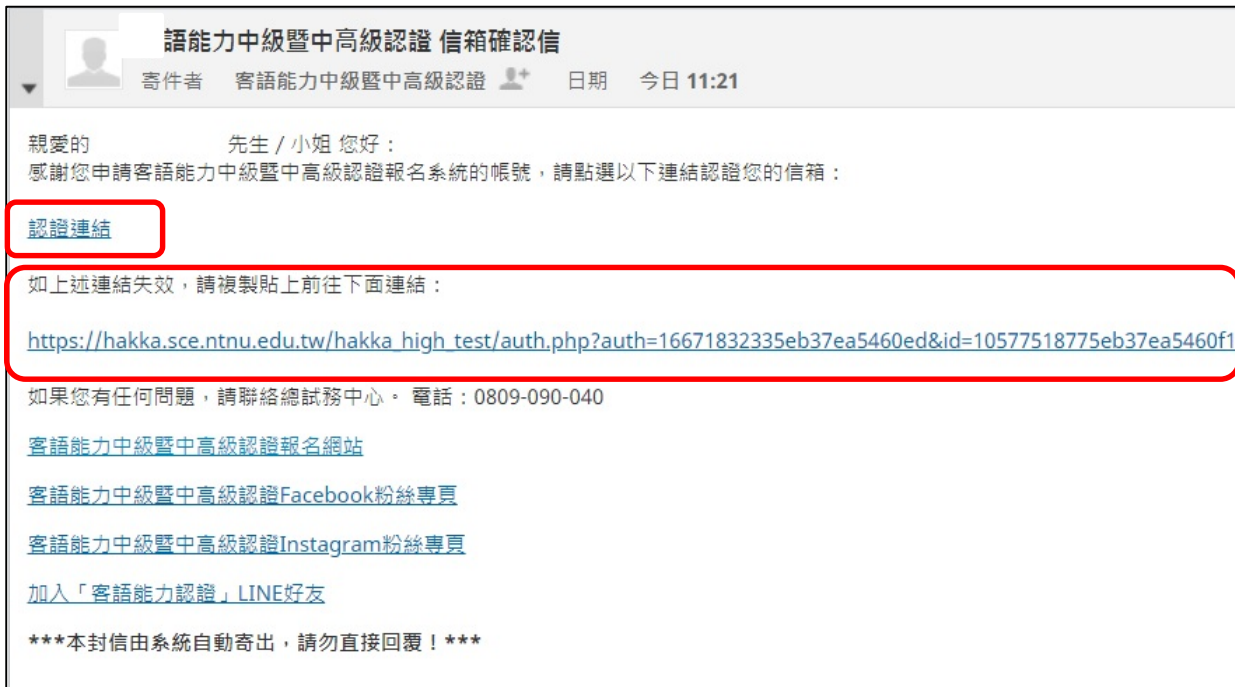 語能力中級暨中高級認證 信箱確認信
寄件者 客語能力中級暨中高級認證 日期 今日 11:21
親愛的 先生 / 小姐 您好：
感謝您申請客語能力中級暨中高級認證報名系統的帳號，請點選以下連結認證您的信箱：
認證連結
如上述連結失效，請複製貼上前往下面連結：
https://hakka.sce.ntnu.edu.tw/hakka_high_test/auth.php?auth=16671832335eb37ea5460ed&id=10577518775eb37ea5460f1
如果您有任何問題，請聯絡總試務中心。 電話：0809-090-040
客語能力中級暨中高級認證報名網站
客語能力中級暨中高級認證Facebook粉絲專頁
客語能力中級暨中高級認證Instagram粉絲專頁
加入「客語能力認證」LINE好友
***本封信由系統自動寄出，請勿直接回覆！***